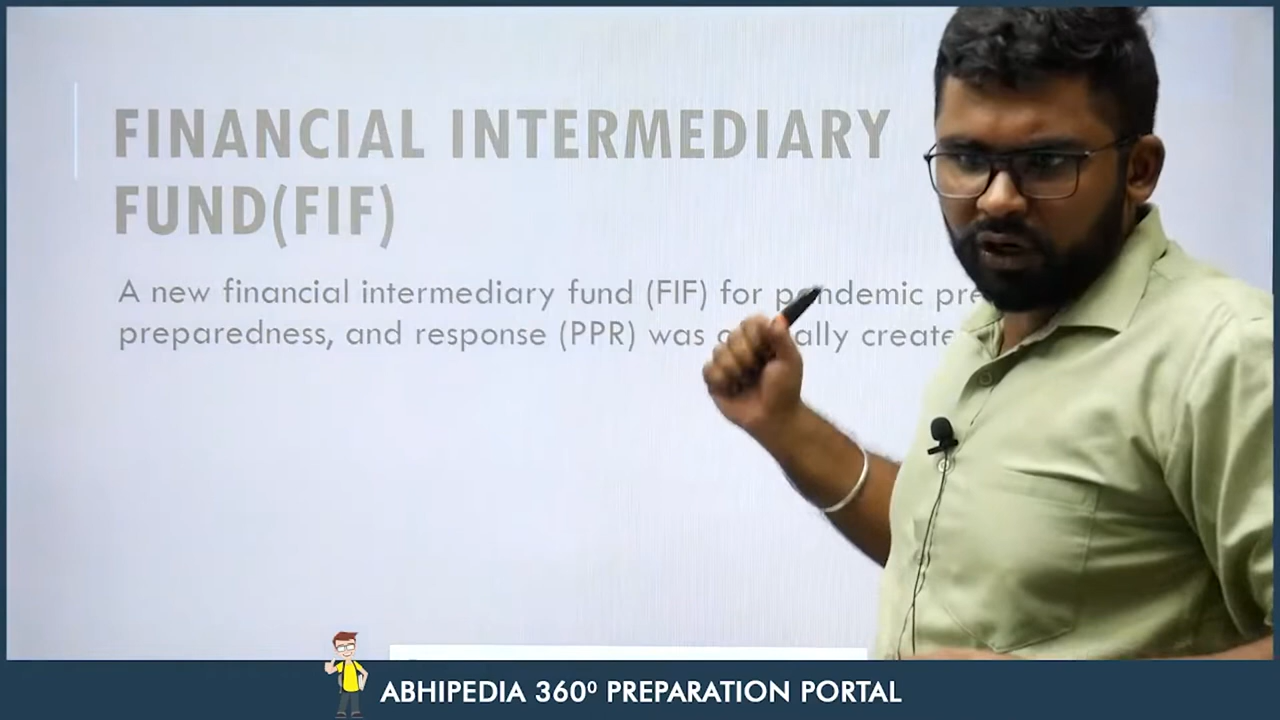 FINANCIAL INTERMEDIARY
FUND(FIF)
A new financial intermediary fund (FIF) for pandemic
preparedness, and response (PPR) was
ABHIPEDIA 360⁰ PREPARATION PORTAL